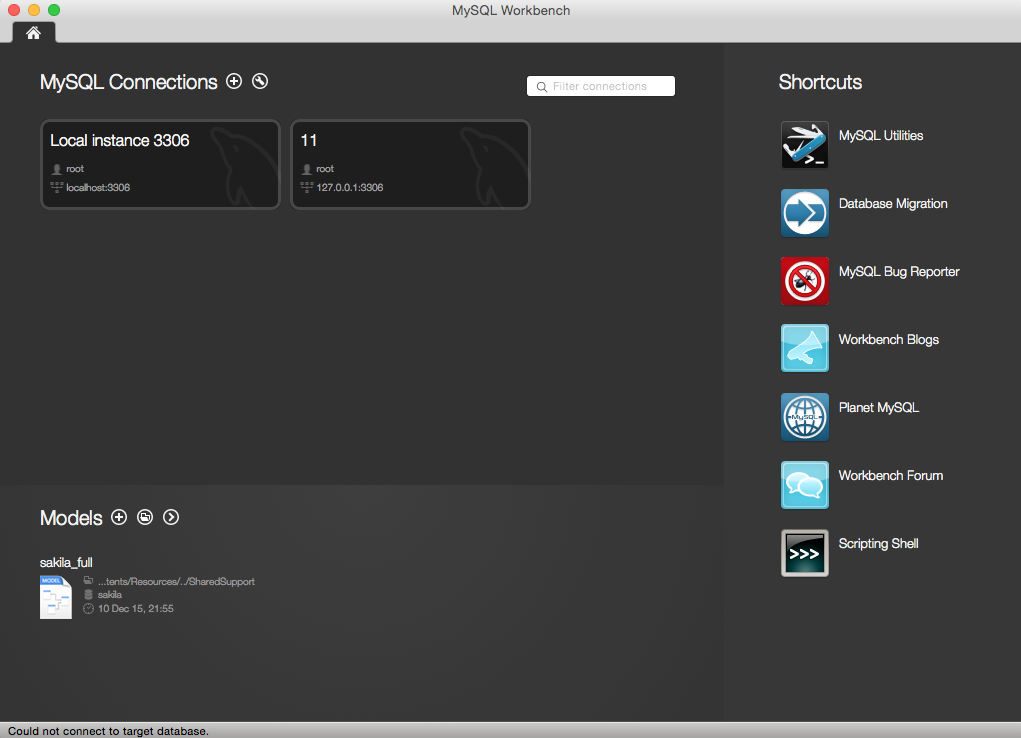 MySQL Workbench
MySQL Connections
Filter connections
Local instance 3306
root
localhost:3306
11
root
127.0.0.1:3306
Models
sakila_full
MODEL
...tents/Resources/../SharedSupport
sakila
10 Dec 15, 21:55
Shortcuts
MySQL Utilities
Database Migration
MySQL Bug Reporter
Workbench Blogs
MySQL
Planet MySQL
Workbench Forum
>>>
Scripting Shell
Could not connect to target database.